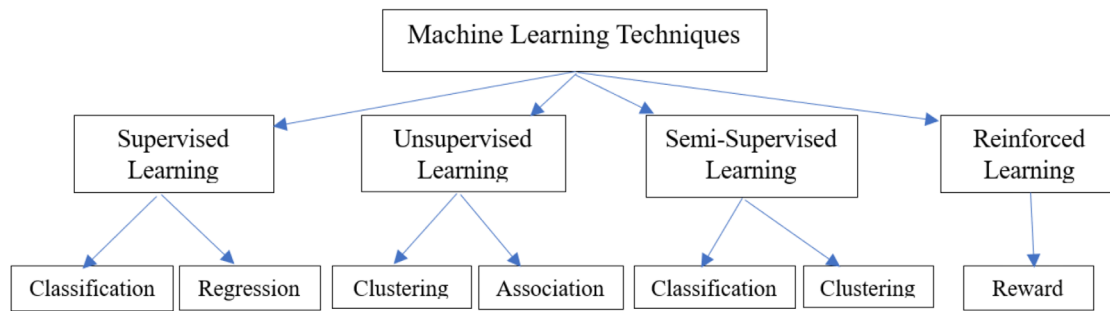 Machine Learning Techniques
Supervised
Learning
Unsupervised
Learning
Semi-Supervised
Learning
Reinforced
Learning
Classification
Regression
Clustering
Association
Classification
Clustering
Reward